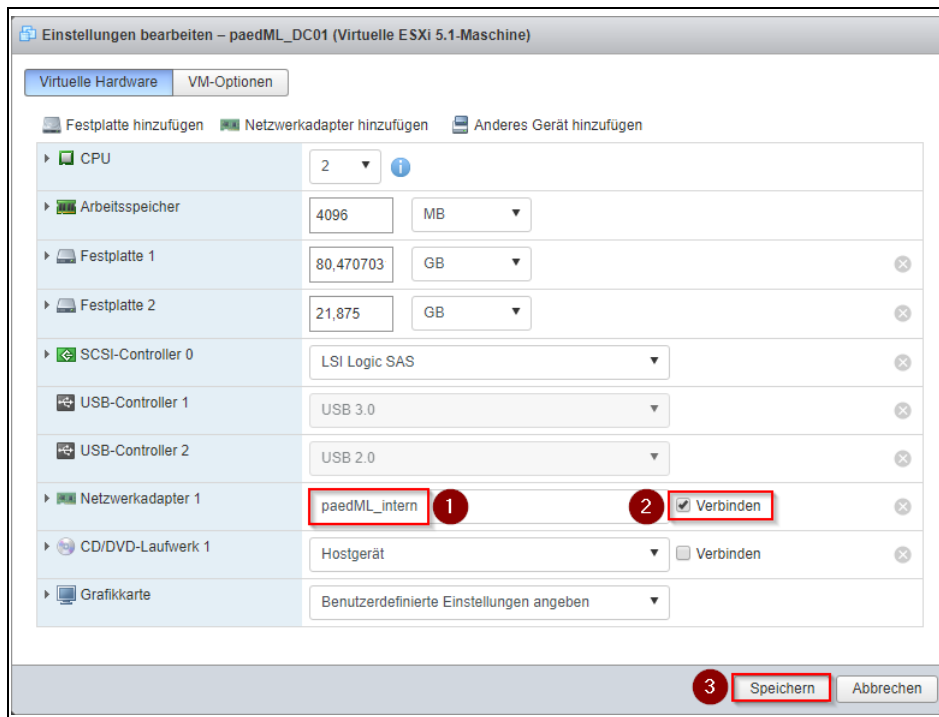 Einstellungen bearbeiten – paedML_DC01 (Virtuelle ESXi 5.1-Maschine)
Virtuelle Hardware VM-Optionen
Festplatte hinzufügen Netzwerkadapter hinzufügen Anderes Gerät hinzufügen
CPU 2
Arbeitsspeicher 4096 MB
Festplatte 1 80,470703 GB
Festplatte 2 21,875 GB
SCSI-Controller 0 LSI Logic SAS
USB-Controller 1 USB 3.0
USB-Controller 2 USB 2.0
Netzwerkadapter 1 paedML_intern 1 2 Verbinden
CD/DVD-Laufwerk 1 Hostgerät Verbinden
Grafikkarte Benutzerdefinierte Einstellungen angeben
3 Speichern Abbrechen